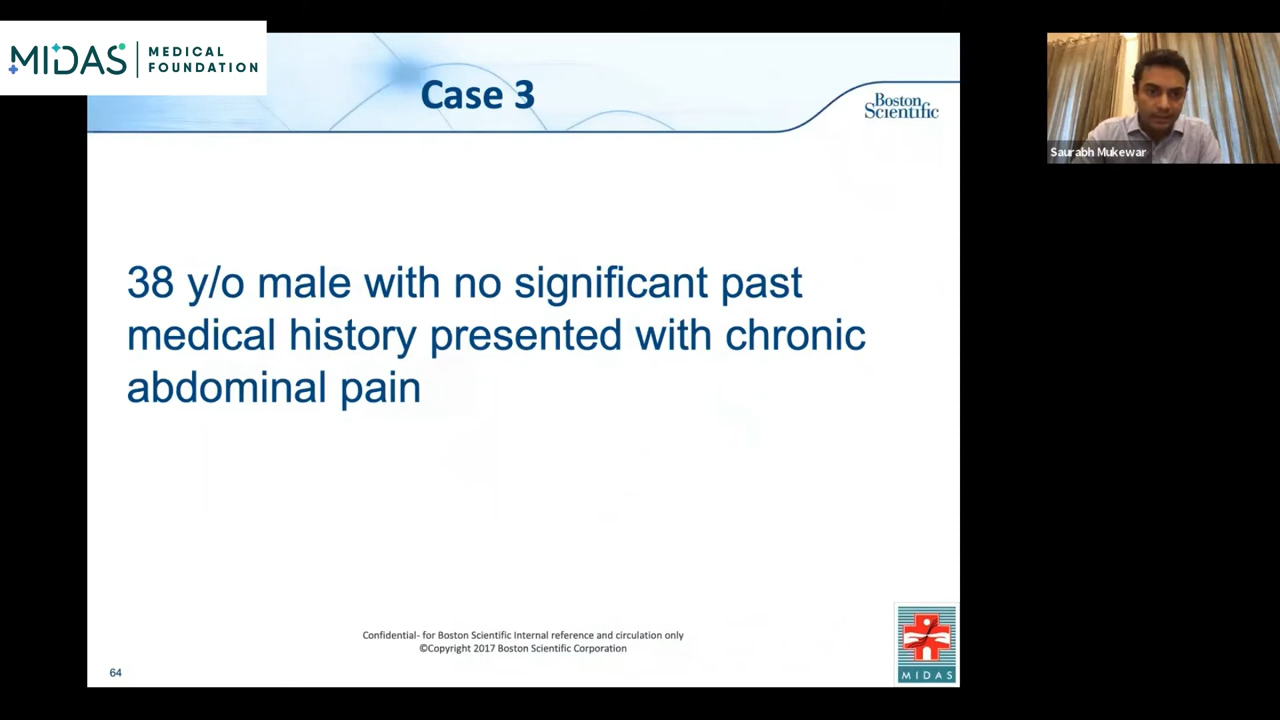 MIDAS MEDICAL
FOUNDATION
Case 3
Boston
Scientific
Saurabh Mukewar
38 y/o male with no significant past
medical history presented with chronic
abdominal pain
Confidential- for Boston Scientific Internal reference and circulation only
©Copyright 2017 Boston Scientific Corporation
64
MIDAS